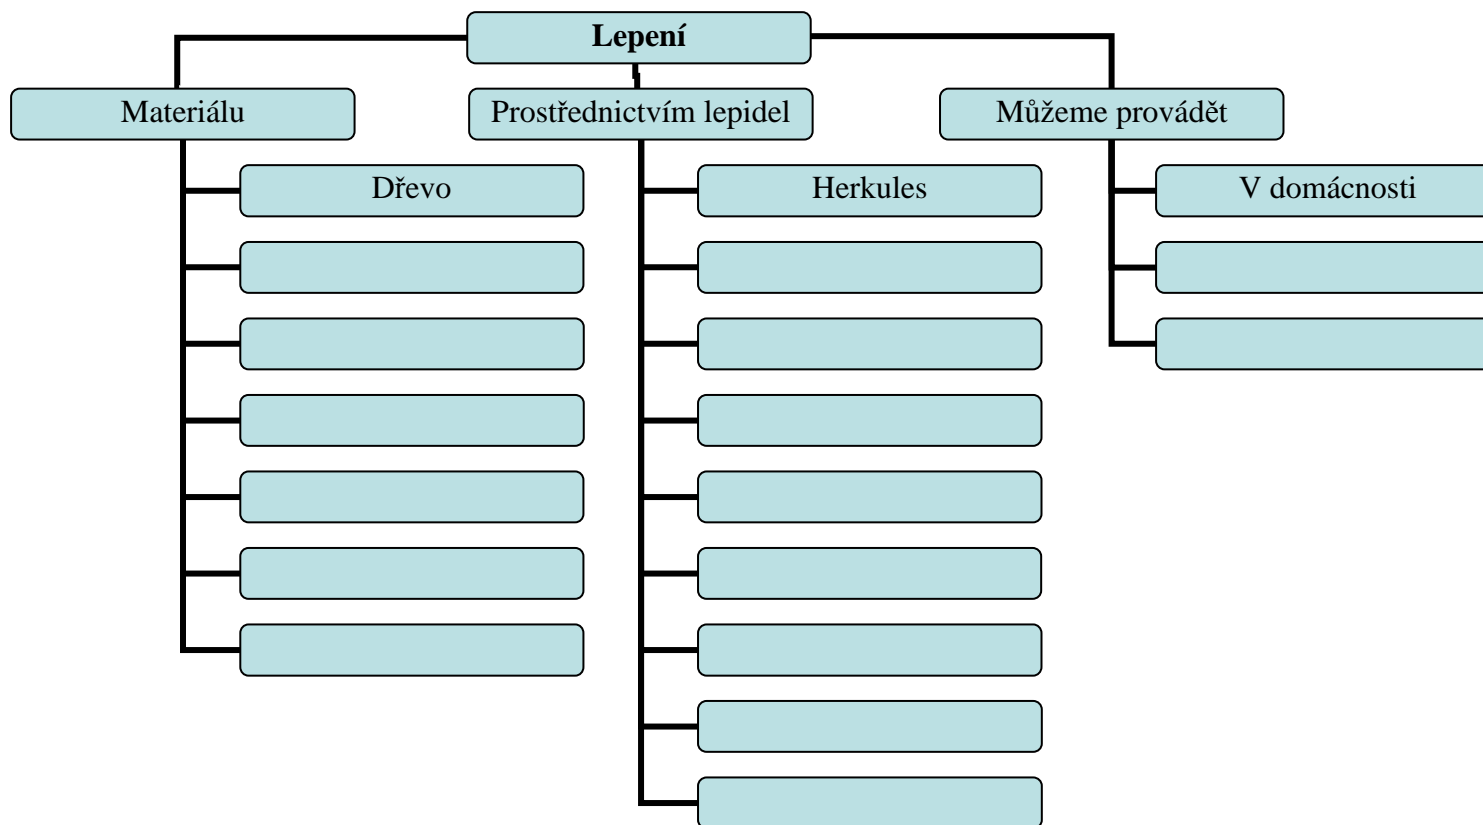 Lepení
Materiálu
Prostřednictvím lepidel
Můžeme provádět
Dřevo
Herkules
V domácnosti